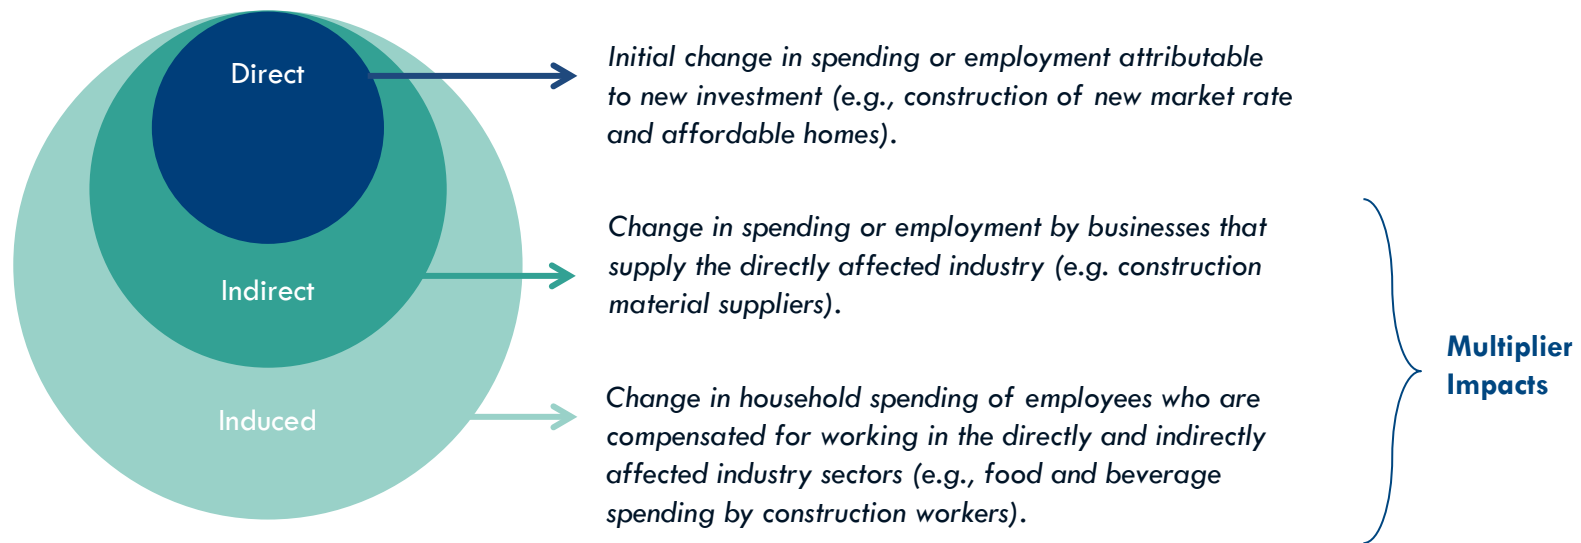 Direct
Initial change in spending or employment attributable
to new investment (e.g., construction of new market rate
and affordable homes).
Indirect
Change in spending or employment by businesses that
supply the directly affected industry (e.g. construction
material suppliers).
Induced
Change in household spending of employees who are
compensated for working in the directly and indirectly
affected industry sectors (e.g., food and beverage
spending by construction workers).
Multiplier
Impacts